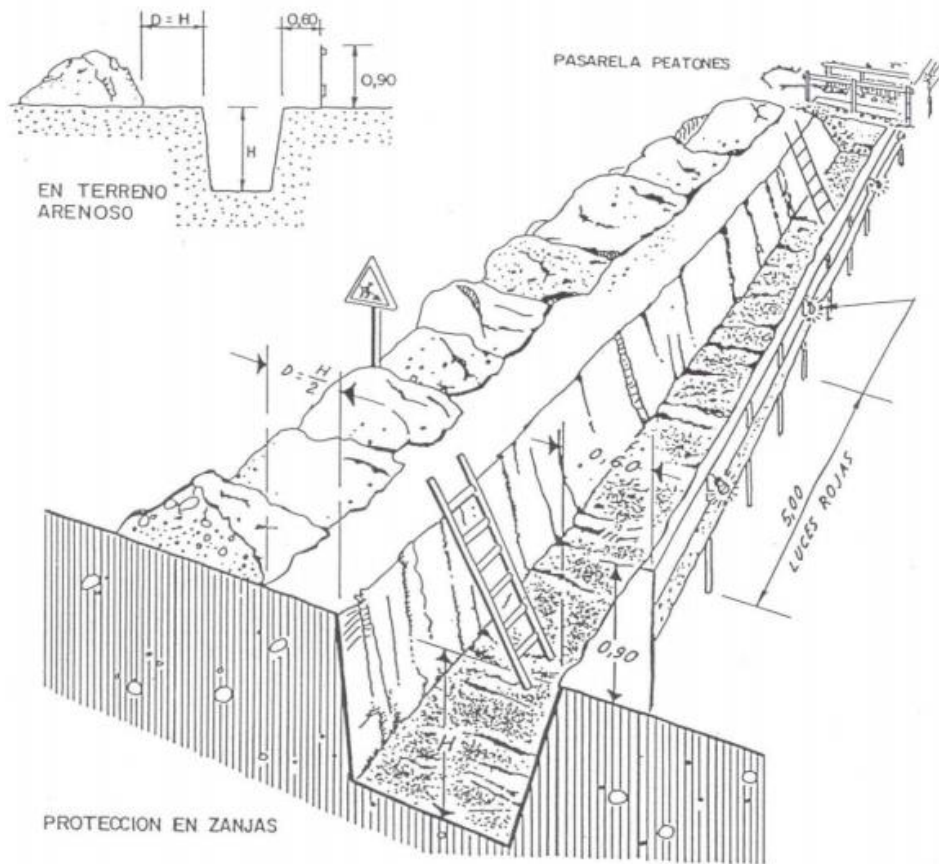 D = H
0,60
0,90
H
EN TERRENO
ARENOSO
PASARELA PEATONES
D = H/2
0,60
5,00
LUCES ROJAS
0,90
H
PROTECCION EN ZANJAS